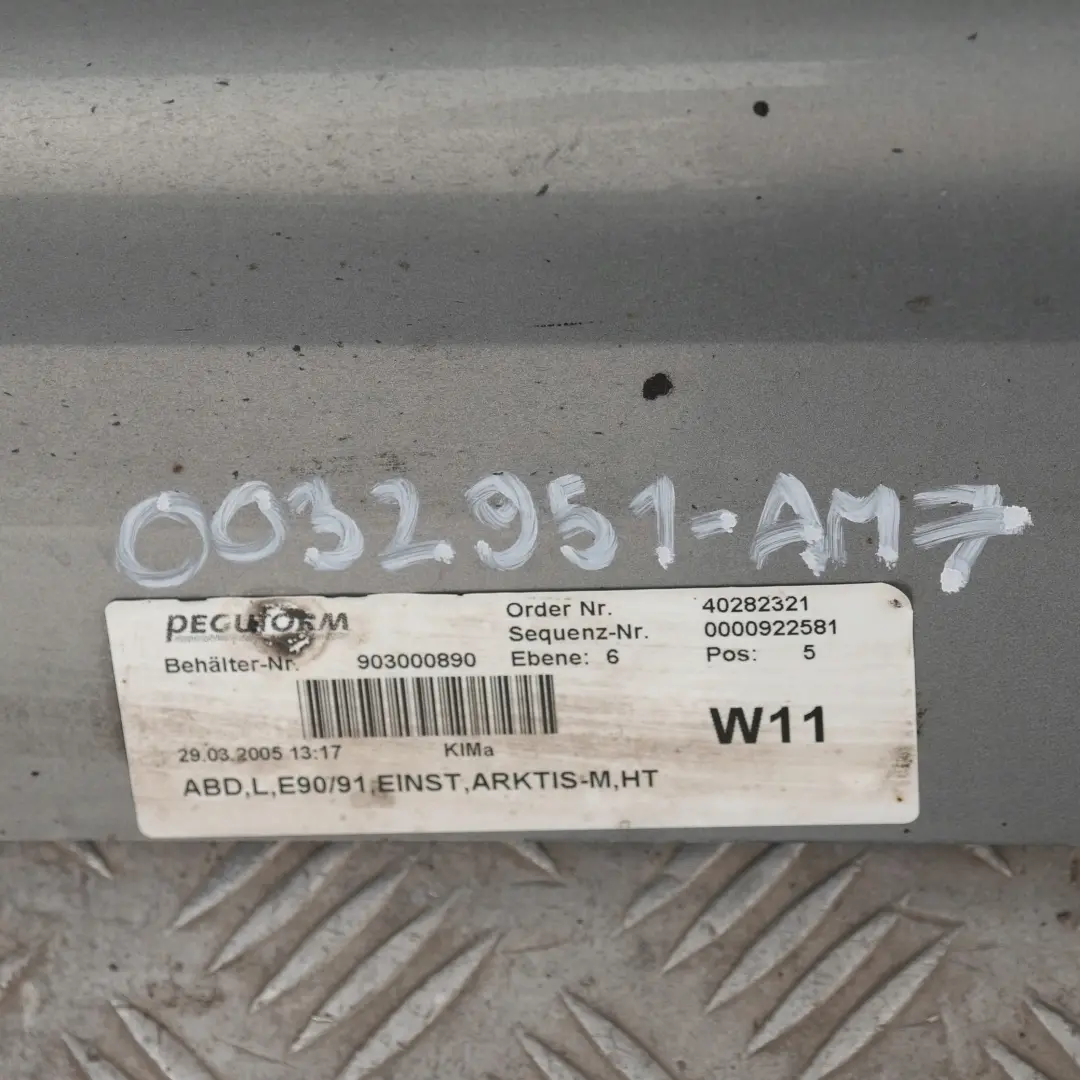 0032951-AM7
PEGUFORM
Order Nr. 40282321
Sequenz-Nr. 0000922581
Behälter-Nr. 903000890 Ebene: 6 Pos: 5
W11
29.03.2005 13:17 KIMa
ABD,L,E90/91,EINST,ARKTIS-M,HT